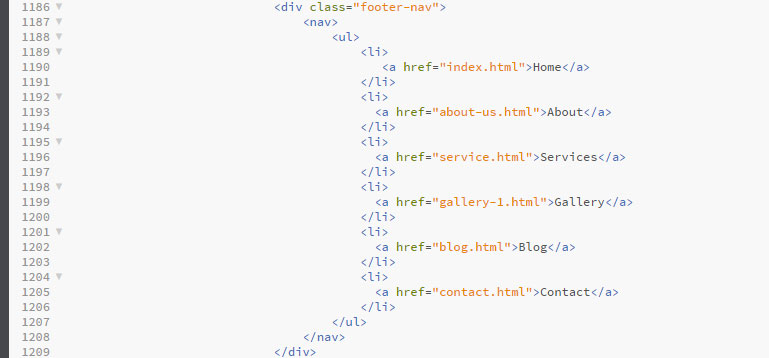 1186 <div class="footer-nav">
1187 <nav>
1188 <ul>
1189 <li>
1190 <a href="index.html">Home</a>
1191 </li>
1192 <li>
1193 <a href="about-us.html">About</a>
1194 </li>
1195 <li>
1196 <a href="service.html">Services</a>
1197 </li>
1198 <li>
1199 <a href="gallery-1.html">Gallery</a>
1200 </li>
1201 <li>
1202 <a href="blog.html">Blog</a>
1203 </li>
1204 <li>
1205 <a href="contact.html">Contact</a>
1206 </li>
1207 </ul>
1208 </nav>
1209 </div>